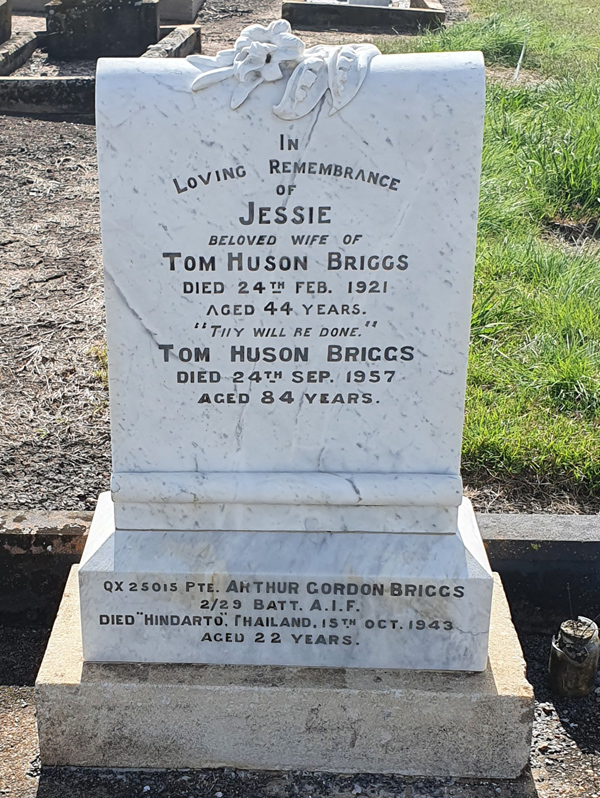 IN
LOVING REMEMBRANCE
OF
JESSIE
BELOVED WIFE OF
TOM HUSON BRIGGS
DIED 24TH FEB. 1921
AGED 44 YEARS.
"THY WILL BE DONE."
TOM HUSON BRIGGS
DIED 24TH SEP. 1957
AGED 84 YEARS.
QX 25015 PTE. ARTHUR GORDON BRIGGS
2/29 BATT. A.I.F.
DIED "HINDARTO", THAILAND, 15TH OCT. 1943
AGED 22 YEARS.